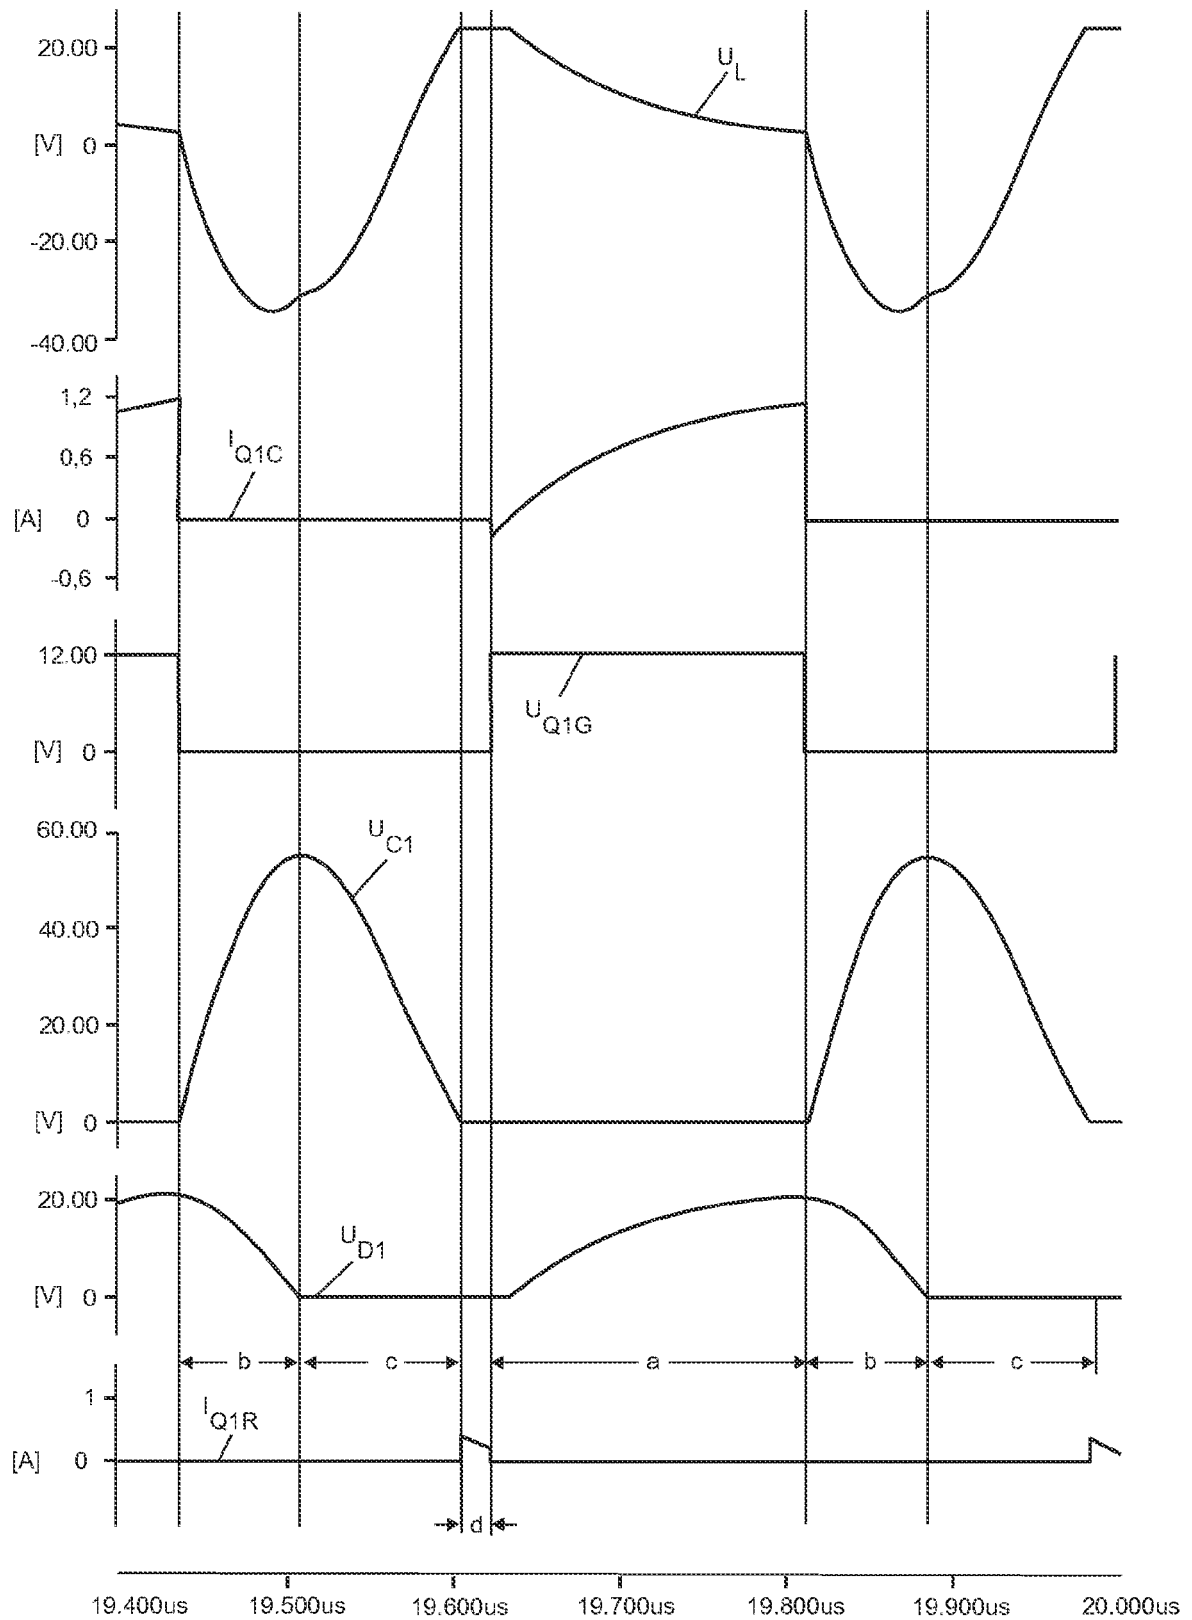 20.00
U_L
[V] 0
-20.00
-40.00
1,2
I_Q1C
0,6
[A] 0
-0,6
12.00
U_Q1G
[V] 0
60.00
U_C1
40.00
20.00
[V] 0
20.00
U_D1
[V] 0
b c a b c
1
I_Q1R
[A] 0
d
19.400us 19.500us 19.600us 19.700us 19.800us 19.900us 20.000us